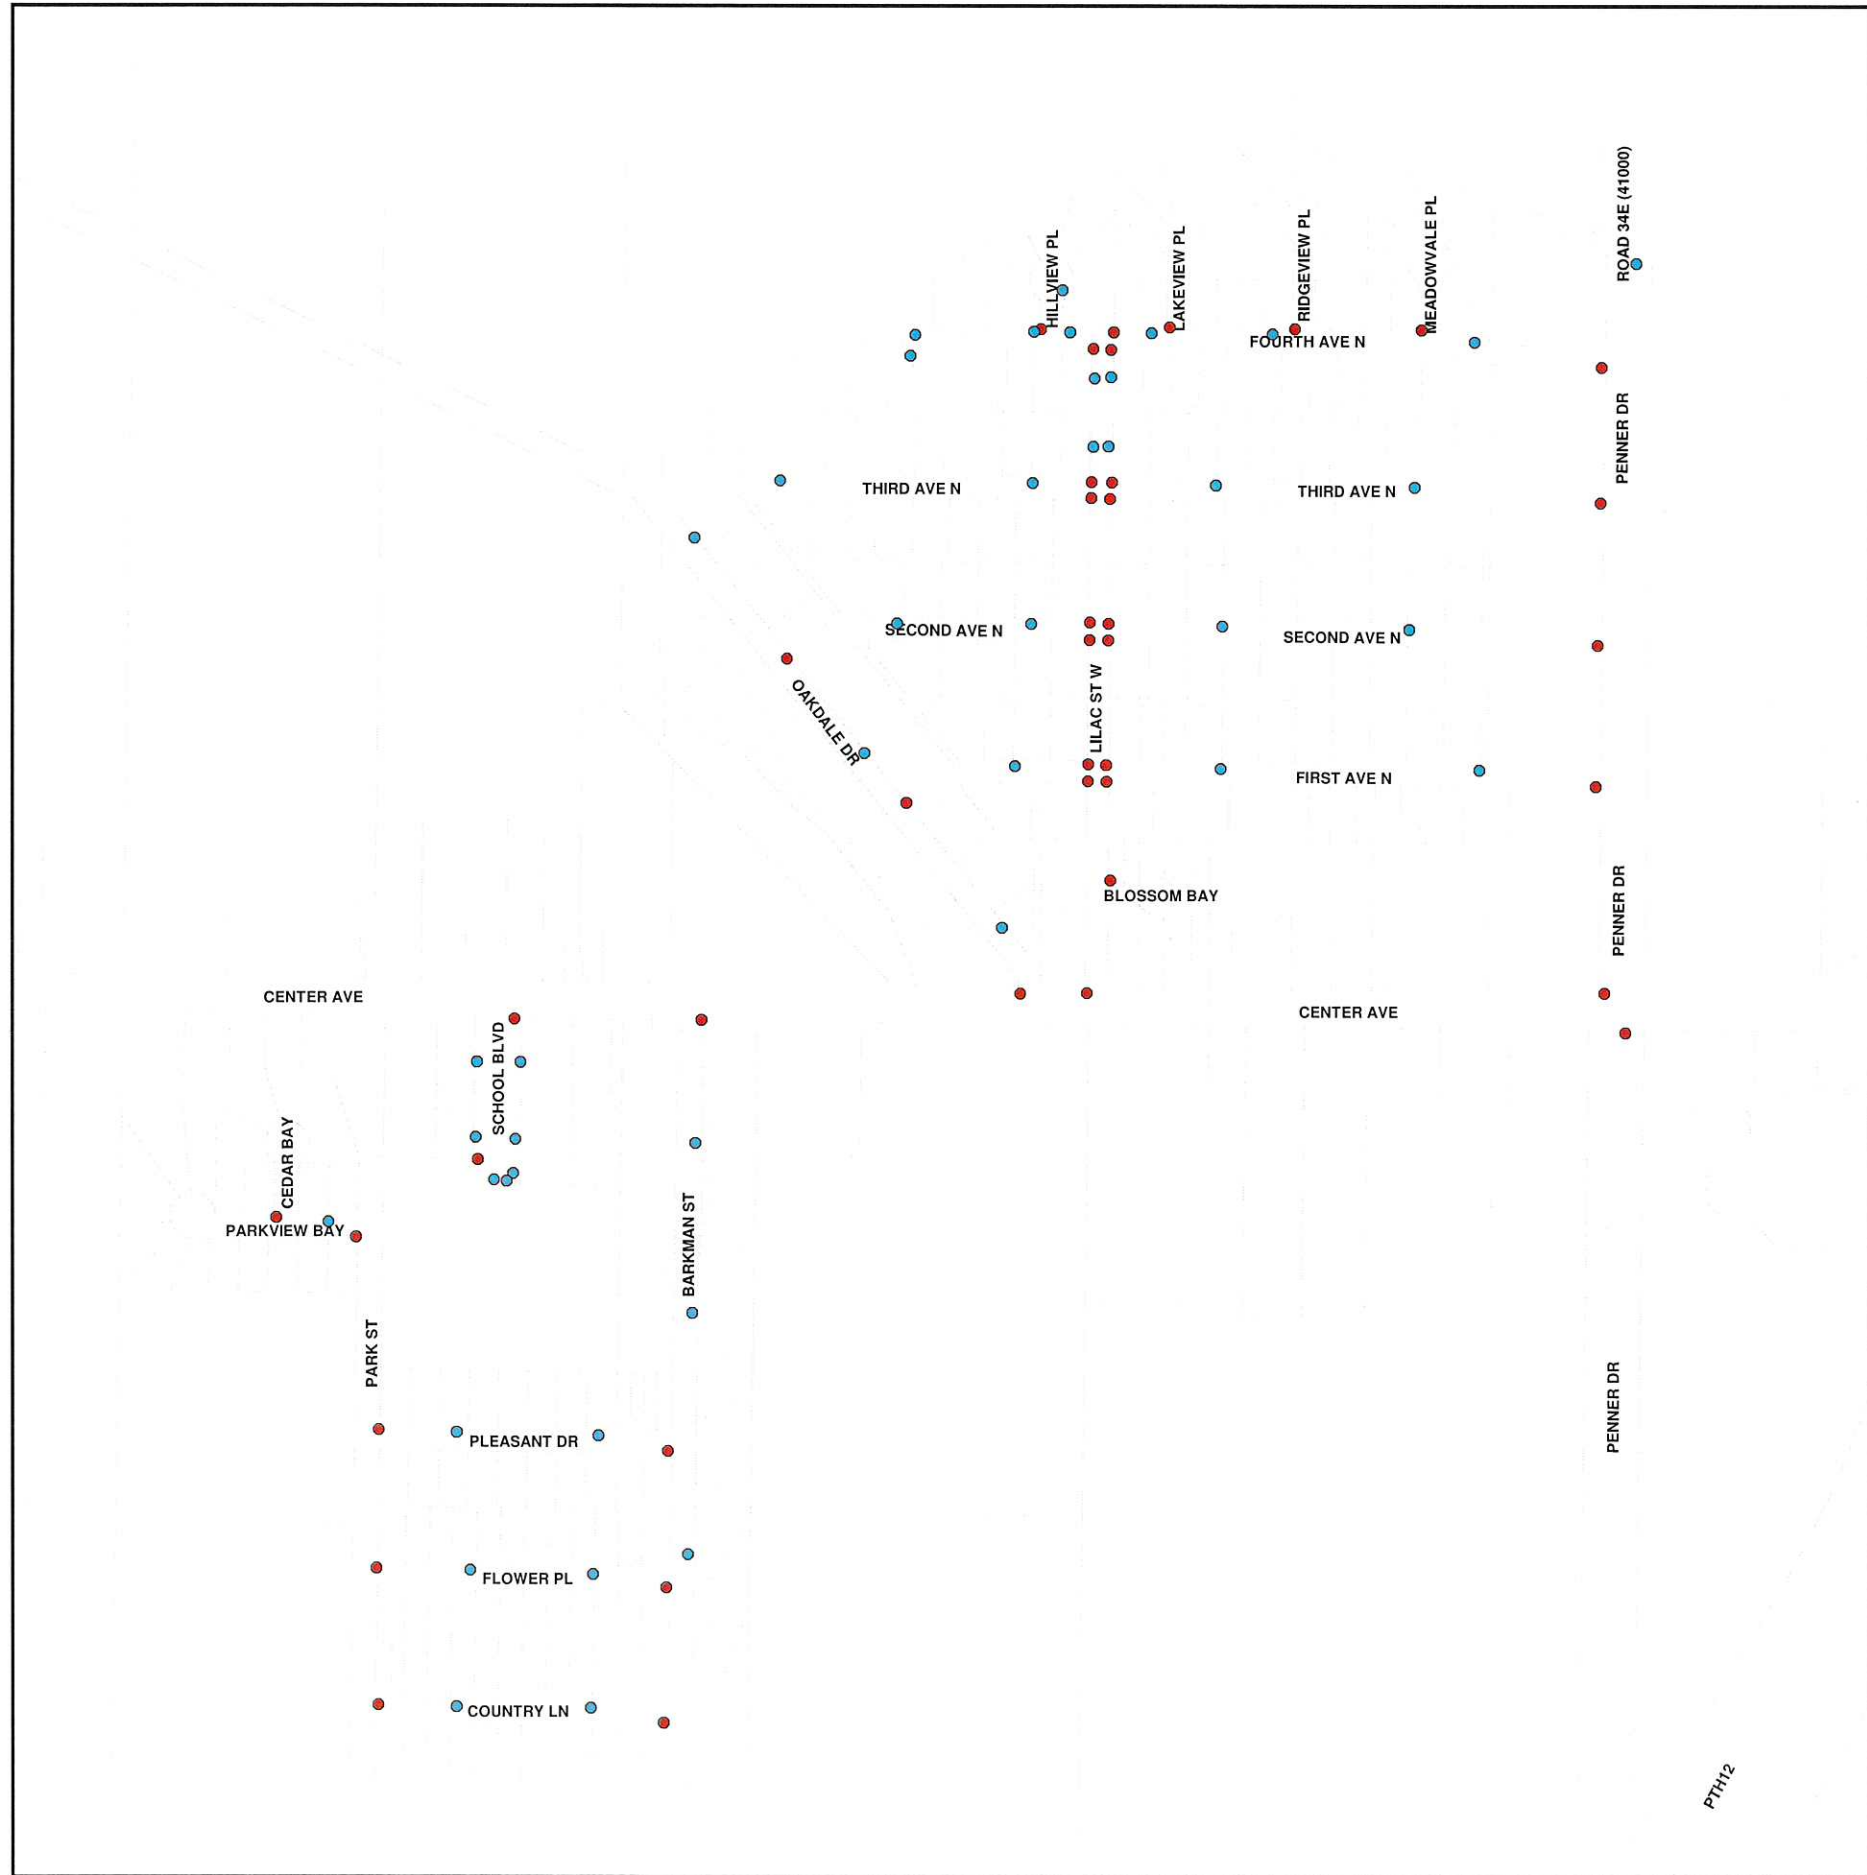 ROAD 34E (41000)
MEADOWVALE PL
RIDGEVIEW PL
LAKEVIEW PL
HILLVIEW PL
FOURTH AVE N
PENNER DR
THIRD AVE N
THIRD AVE N
SECOND AVE N
SECOND AVE N
LILAC ST W
OAKDALE DR
FIRST AVE N
BLOSSOM BAY
PENNER DR
CENTER AVE
CENTER AVE
SCHOOL BLVD
CEDAR BAY
PARKVIEW BAY
BARKMAN ST
PARK ST
PENNER DR
PLEASANT DR
FLOWER PL
COUNTRY LN
PTH12